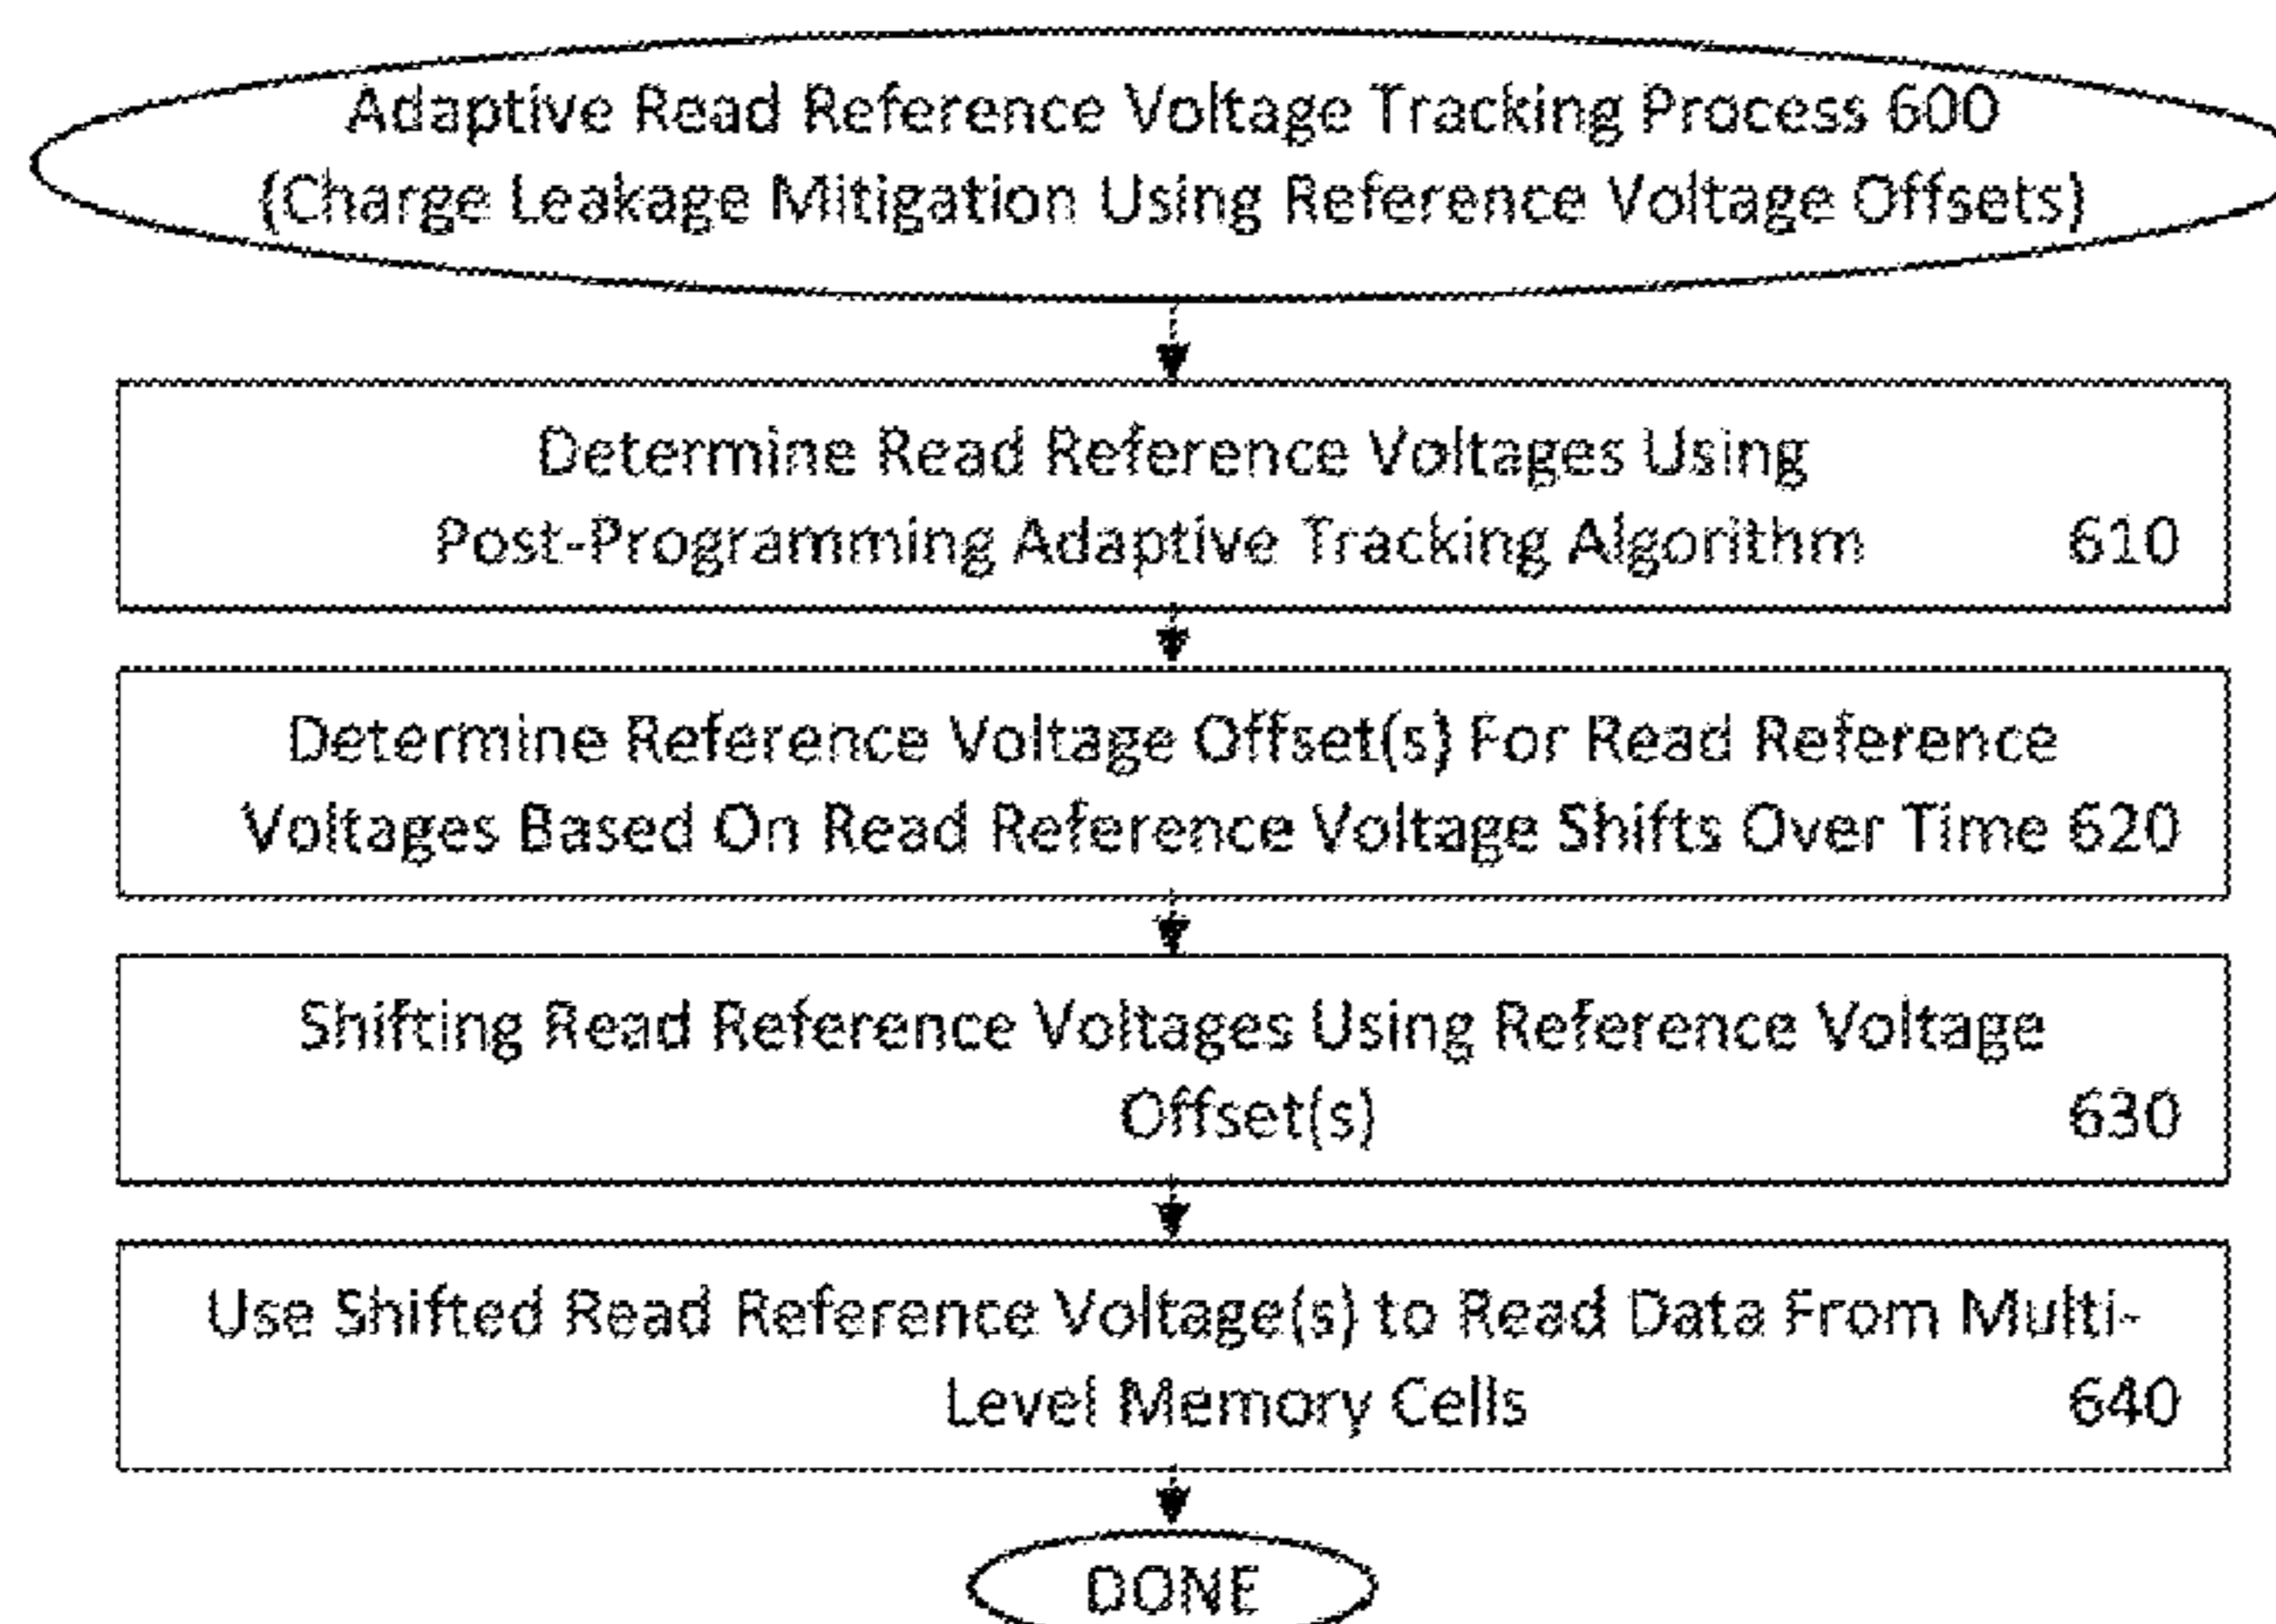 Adaptive Read Reference Voltage Tracking Process 600
(Charge Leakage Mitigation Using Reference Voltage Offsets)
Determine Read Reference Voltages Using
Post-Programming Adaptive Tracking Algorithm 610
Determine Reference Voltage Offset(s) For Read Reference
Voltages Based On Read Reference Voltage Shifts Over Time 620
Shifting Read Reference Voltages Using Reference Voltage
Offset(s) 630
Use Shifted Read Reference Voltage(s) to Read Data From Multi-
Level Memory Cells 640
DONE